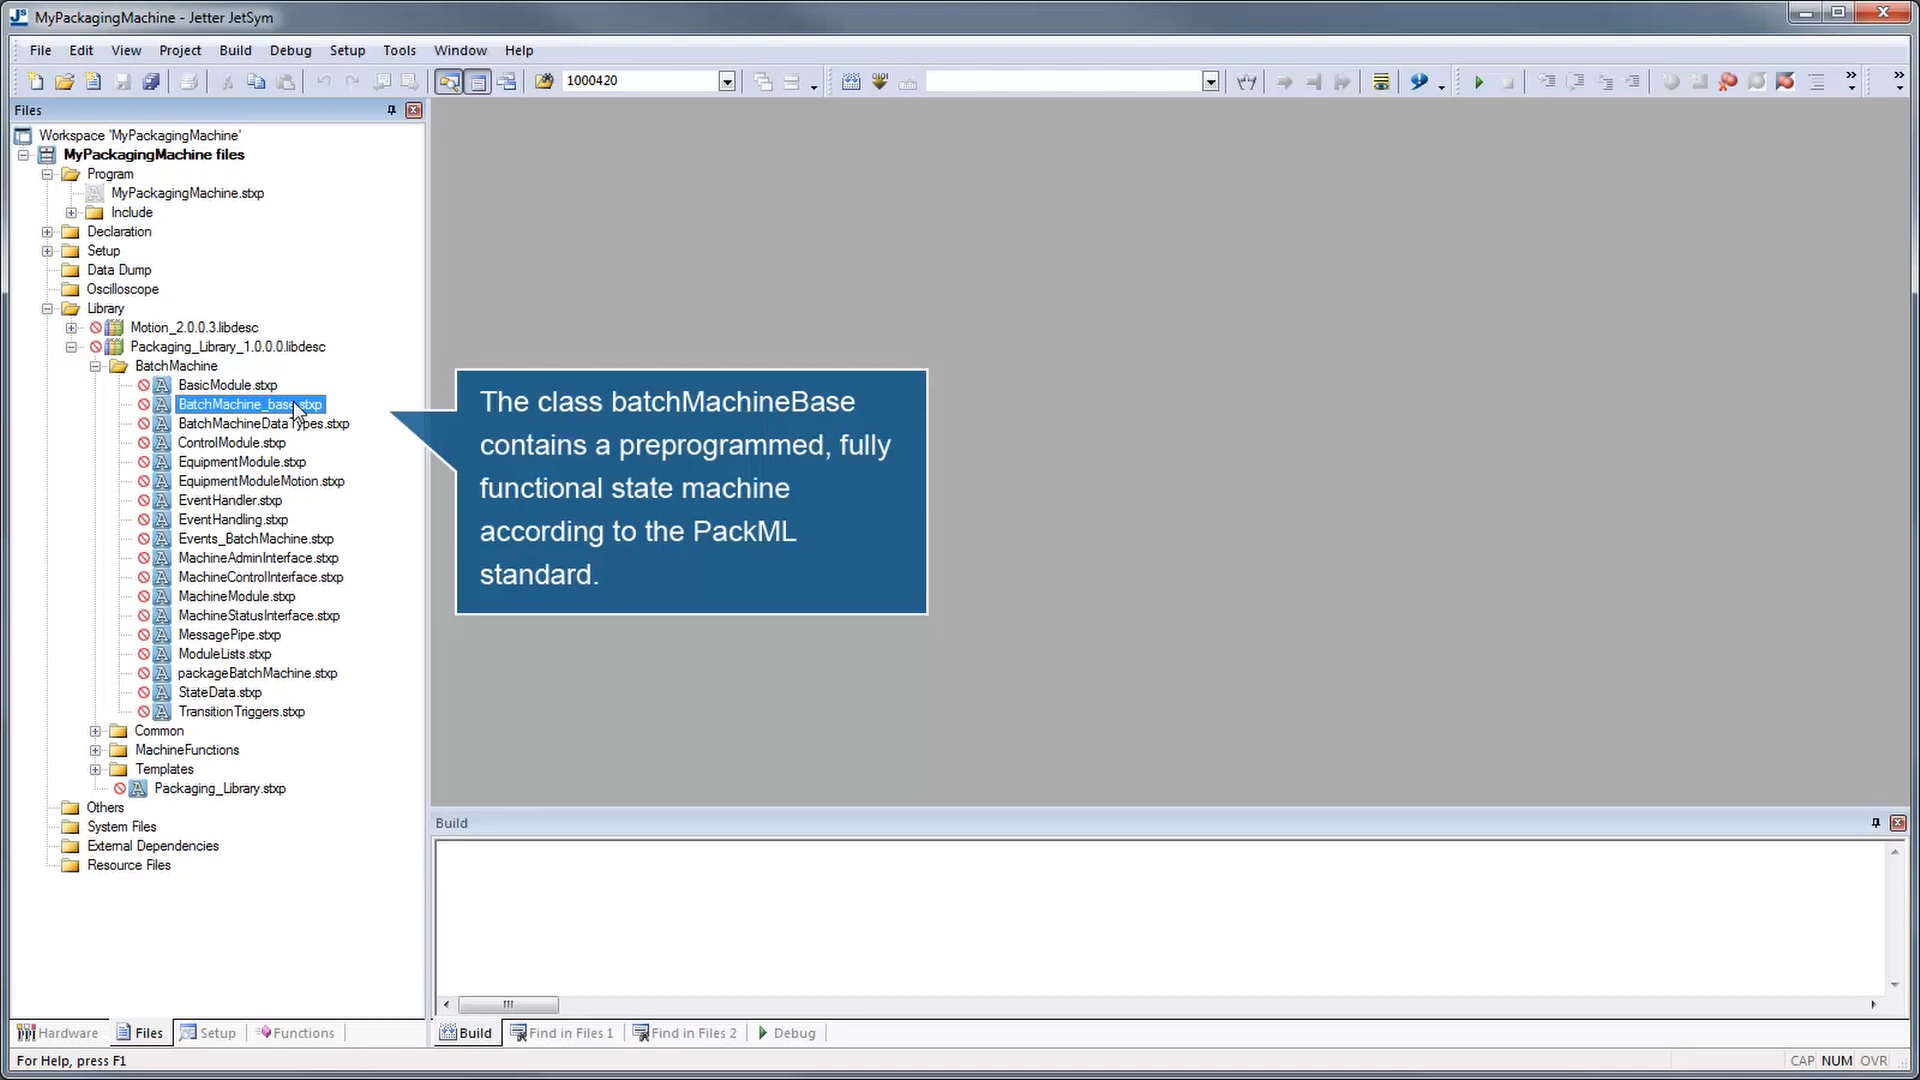 MyPackagingMachine - Jetter JetSym
File Edit View Project Build Debug Setup Tools Window Help
1000420
Files
Workspace 'MyPackagingMachine'
MyPackagingMachine files
Program
MyPackagingMachine.stxp
Include
Declaration
Setup
Data Dump
Oscilloscope
Library
Motion_2.0.0.3.libdesc
Packaging_Library_1.0.0.0.libdesc
BatchMachine
BasicModule.stxp
BatchMachine_base.stxp
BatchMachineDataTypes.stxp
ControlModule.stxp
EquipmentModule.stxp
EquipmentModuleMotion.stxp
EventHandler.stxp
EventHandling.stxp
Events_BatchMachine.stxp
MachineAdminInterface.stxp
MachineControlInterface.stxp
MachineModule.stxp
MachineStatusInterface.stxp
MessagePipe.stxp
ModuleLists.stxp
packageBatchMachine.stxp
StateData.stxp
TransitionTriggers.stxp
Common
MachineFunctions
Templates
Packaging_Library.stxp
Others
System Files
External Dependencies
Resource Files
The class batchMachineBase
contains a preprogrammed, fully
functional state machine
according to the PackML
standard.
Build
Hardware Files Setup Functions
Build Find in Files 1 Find in Files 2 Debug
For Help, press F1
CAP NUM OVR